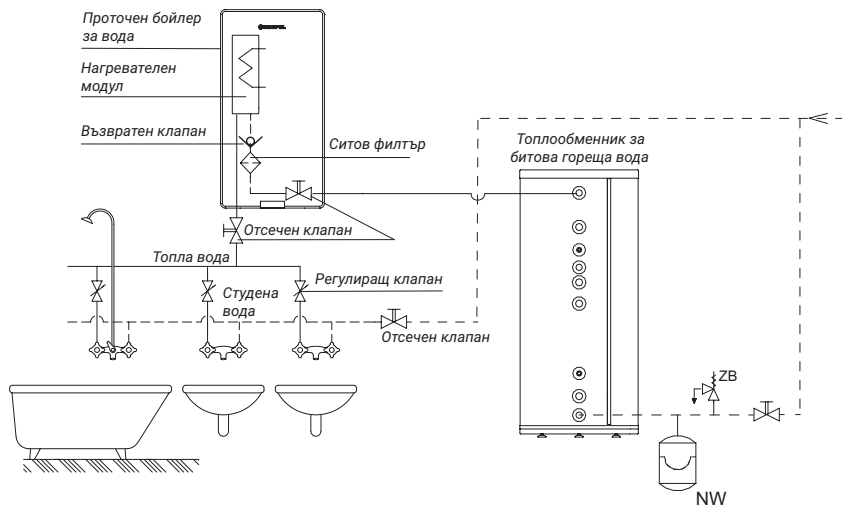 Проточен бойлер
за вода
Нагревателен
модул
Възвратен клапан
Ситов филтър
Топлообменник за
битова гореща вода
Отсечен клапан
Топла вода
Регулиращ клапан
Студена
вода
Отсечен клапан
ZB
NW